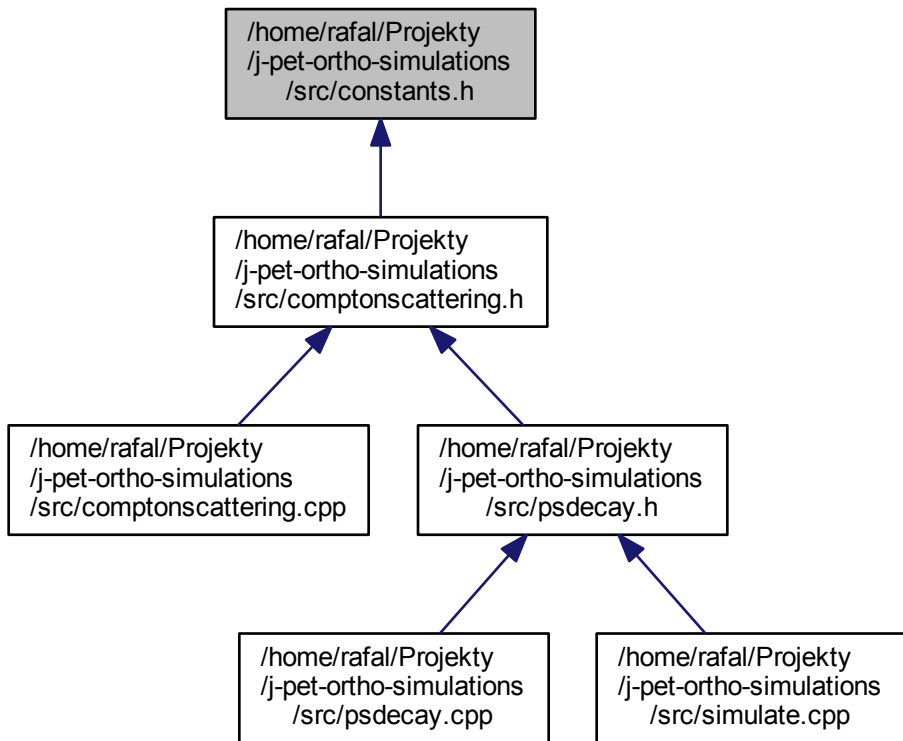 /home/rafal/Projekty
/j-pet-ortho-simulations
/src/constants.h
/home/rafal/Projekty
/j-pet-ortho-simulations
/src/comptonscattering.h
/home/rafal/Projekty
/j-pet-ortho-simulations
/src/comptonscattering.cpp
/home/rafal/Projekty
/j-pet-ortho-simulations
/src/psdecay.h
/home/rafal/Projekty
/j-pet-ortho-simulations
/src/psdecay.cpp
/home/rafal/Projekty
/j-pet-ortho-simulations
/src/simulate.cpp